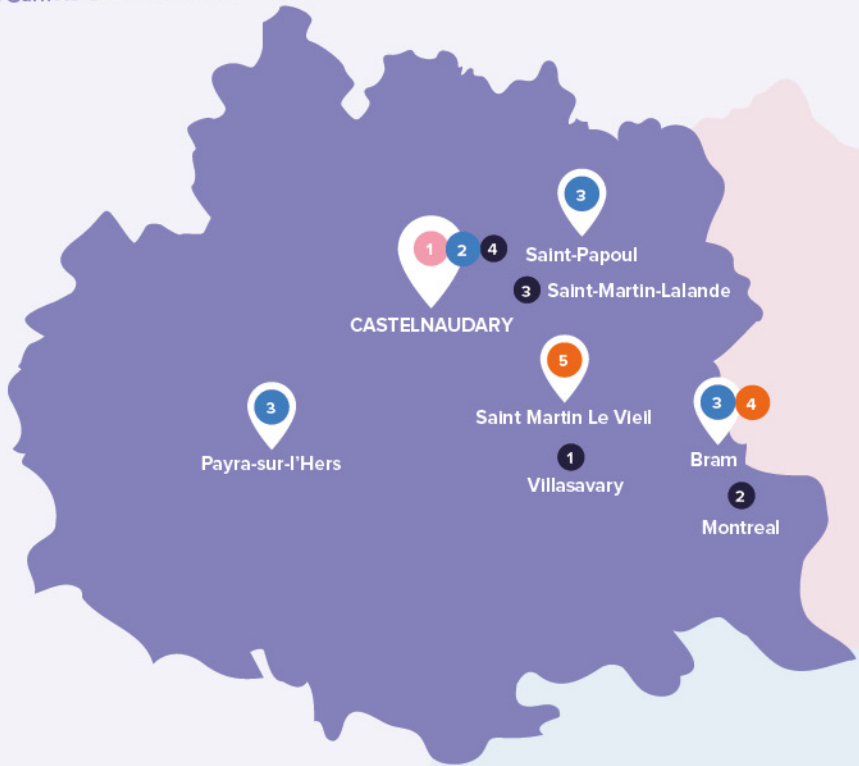 3
Saint-Papoul
1 2 4
CASTELNAUDARY
3 Saint-Martin-Lalande
5
Saint Martin Le Vieil
3
Payra-sur-l'Hers
3 4
Bram
1
Villasavary
2
Montreal